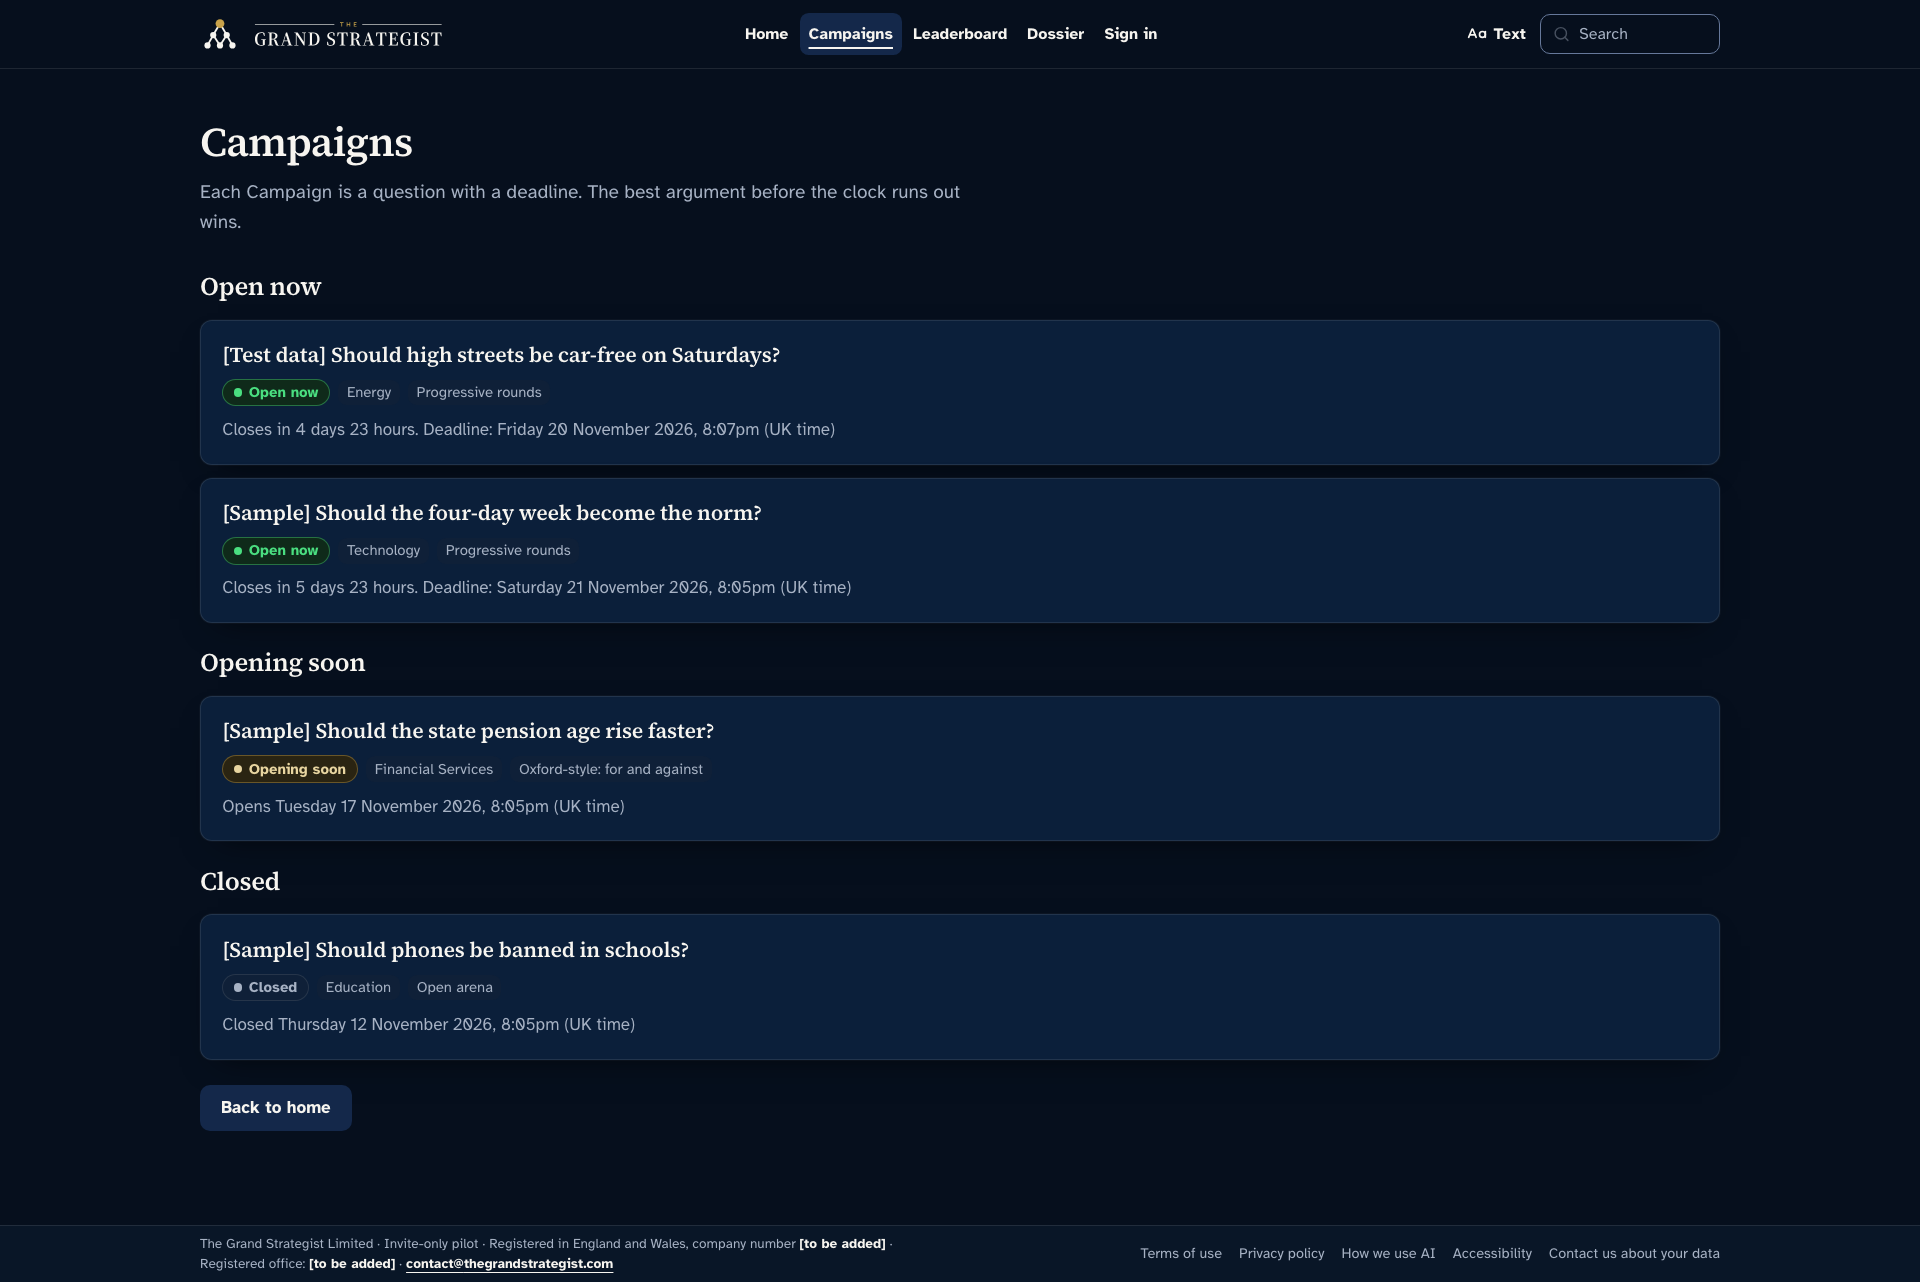 THE
GRAND STRATEGIST
Home Campaigns Leaderboard Dossier Sign in
Aa Text
Search
Campaigns
Each Campaign is a question with a deadline. The best argument before the clock runs out
wins.
Open now
[Test data] Should high streets be car-free on Saturdays?
Open now Energy Progressive rounds
Closes in 4 days 23 hours. Deadline: Friday 20 November 2026, 8:07pm (UK time)
[Sample] Should the four-day week become the norm?
Open now Technology Progressive rounds
Closes in 5 days 23 hours. Deadline: Saturday 21 November 2026, 8:05pm (UK time)
Opening soon
[Sample] Should the state pension age rise faster?
Opening soon Financial Services Oxford-style: for and against
Opens Tuesday 17 November 2026, 8:05pm (UK time)
Closed
[Sample] Should phones be banned in schools?
Closed Education Open arena
Closed Thursday 12 November 2026, 8:05pm (UK time)
Back to home
The Grand Strategist Limited · Invite-only pilot · Registered in England and Wales, company number [to be added] ·
Registered office: [to be added] · contact@thegrandstrategist.com
Terms of use Privacy policy How we use AI Accessibility Contact us about your data